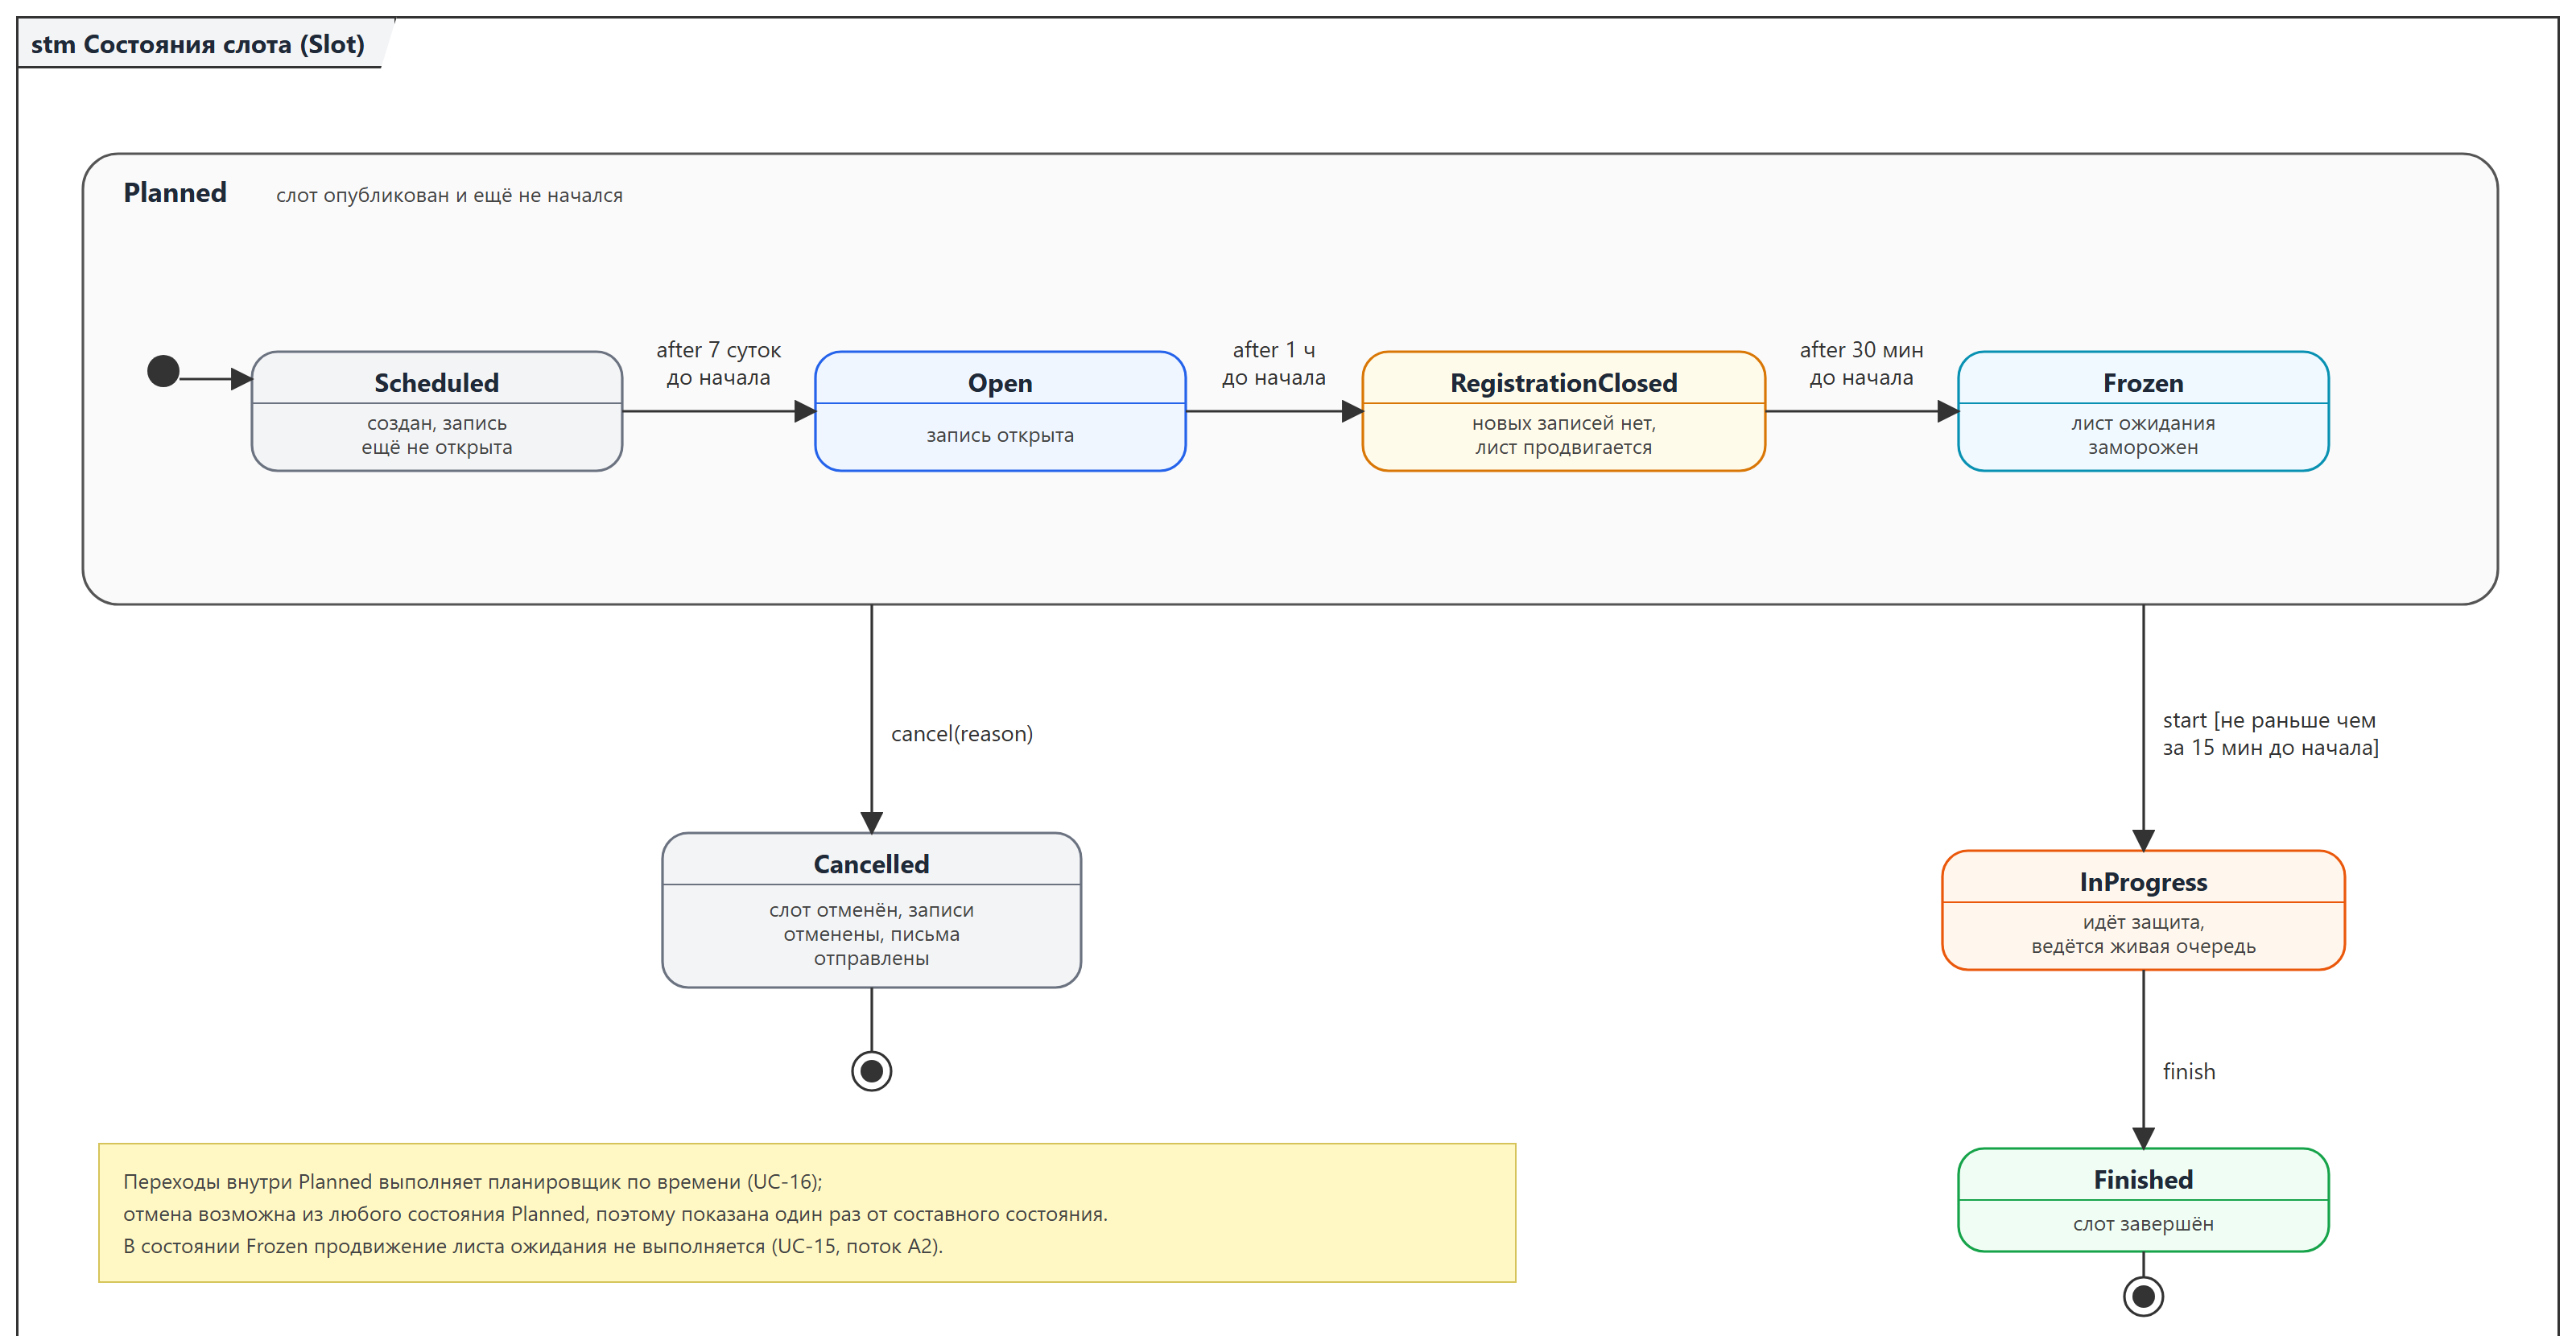 stm Состояния слота (Slot)
Planned
слот опубликован и ещё не начался
after 7 суток
до начала
after 1 ч
до начала
after 30 мин
до начала
Scheduled
создан, запись
ещё не открыта
Open
запись открыта
RegistrationClosed
новых записей нет,
лист продвигается
Frozen
лист ожидания
заморожен
cancel(reason)
start [не раньше чем
за 15 мин до начала]
Cancelled
слот отменён, записи
отменены, письма
отправлены
InProgress
идёт защита,
ведётся живая очередь
finish
Finished
слот завершён
Переходы внутри Planned выполняет планировщик по времени (UC-16);
отмена возможна из любого состояния Planned, поэтому показана один раз от составного состояния.
В состоянии Frozen продвижение листа ожидания не выполняется (UC-15, поток A2).